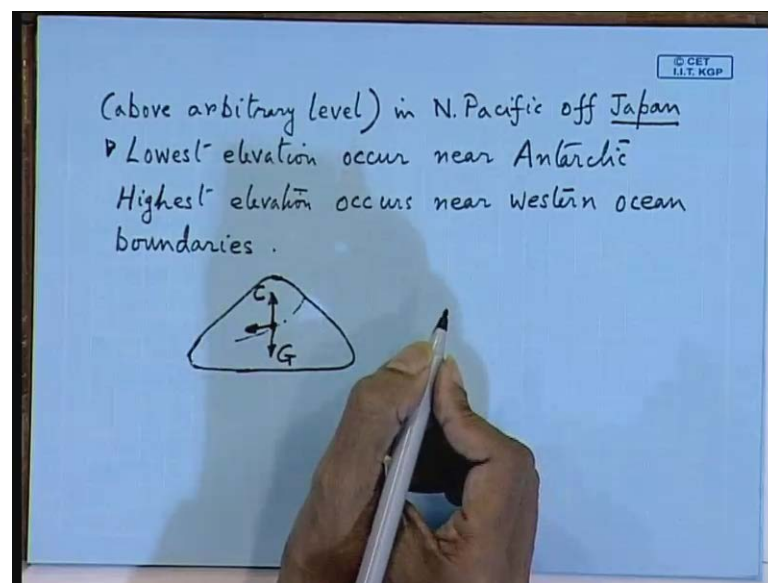 © CET
I.I.T. KGP
(above arbitrary level) in N. Pacific off Japan
Lowest elevation occur near Antarctic
Highest elevation occurs near western ocean
boundaries .
C
G